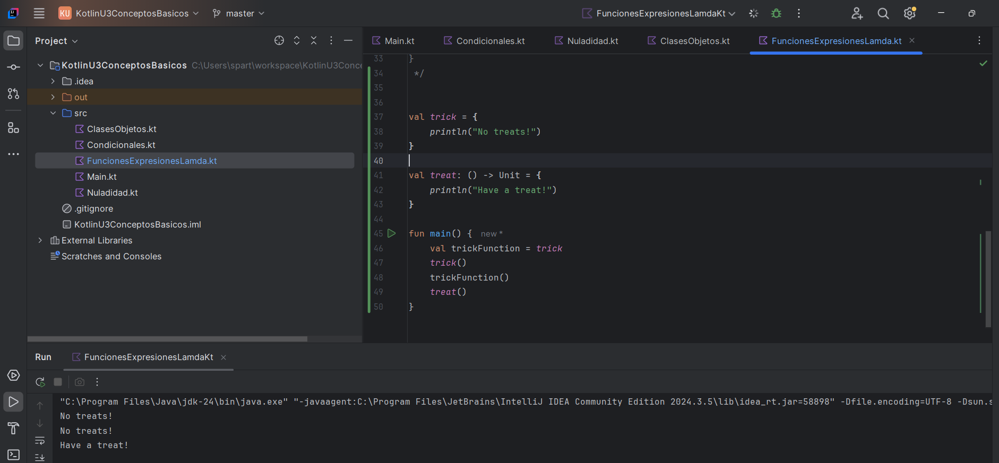 KU KotlinU3ConceptosBasicos master FuncionesExpresionesLamdaKt
Project
KotlinU3ConceptosBasicos C:\Users\spart\workspace\KotlinU3Conce
.idea
out
src
ClasesObjetos.kt
Condicionales.kt
FuncionesExpresionesLamda.kt
Main.kt
Nuladidad.kt
.gitignore
KotlinU3ConceptosBasicos.iml
External Libraries
Scratches and Consoles
Main.kt Condicionales.kt Nuladidad.kt ClasesObjetos.kt FuncionesExpresionesLamda.kt
33 }
34 */
35
36
37 val trick = {
38 println("No treats!")
39 }
40
41 val treat: () -> Unit = {
42 println("Have a treat!")
43 }
44
45 fun main() { new *
46 val trickFunction = trick
47 trick()
48 trickFunction()
49 treat()
50 }
Run FuncionesExpresionesLamdaKt
"C:\Program Files\Java\jdk-24\bin\java.exe" "-javaagent:C:\Program Files\JetBrains\IntelliJ IDEA Community Edition 2024.3.5\lib\idea_rt.jar=58898" -Dfile.encoding=UTF-8 -Dsun.s
No treats!
No treats!
Have a treat!